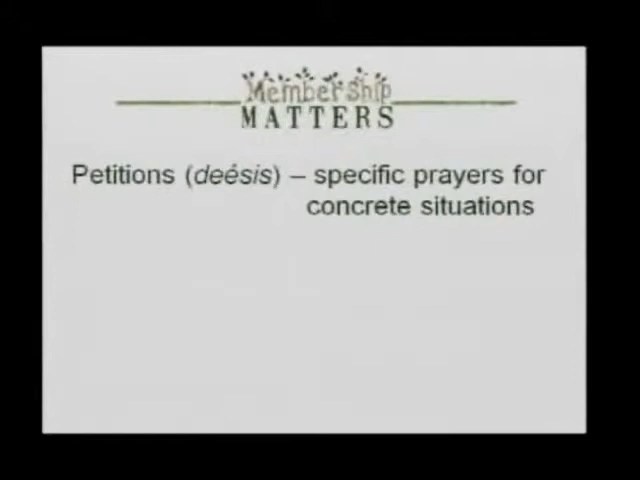 MemberShip
MATTERS
Petitions (deésis) – specific prayers for
concrete situations